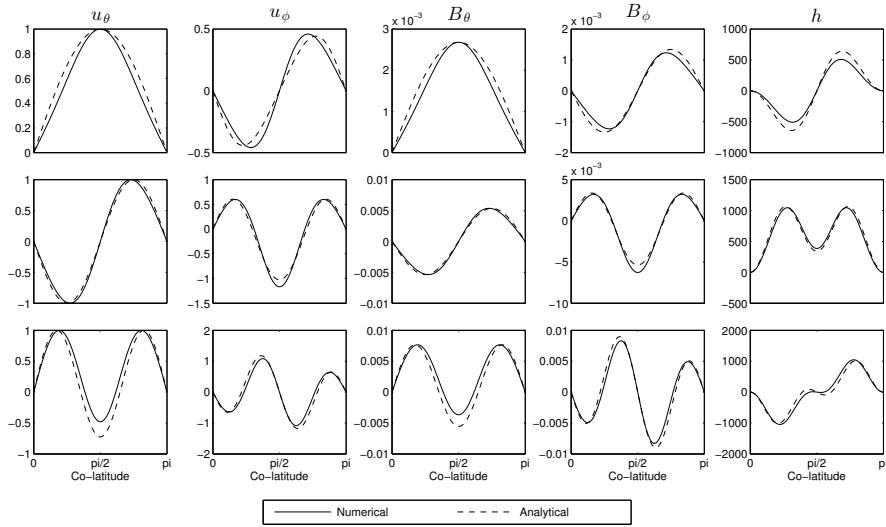 u_θ u_φ B_θ B_φ h
1 0.8 0.6 0.4 0.2 0
0.5 0 −0.5
3 x 10^−3 2 1 0
2 x 10^−3 1 0 −1 −2
1000 500 0 −500 −1000
1 0.5 0 −0.5 −1
1 0.5 0 −0.5 −1 −1.5
0.01 0.005 0 −0.005 −0.01
5 x 10^−3 0 −5 −10
1500 1000 500 0 −500
1 0.5 0 −0.5 −1
2 1 0 −1 −2
0.01 0.005 0 −0.005 −0.01
0.01 0.005 0 −0.005 −0.01
2000 1000 0 −1000 −2000
0 pi/2 pi 0 pi/2 pi 0 pi/2 pi 0 pi/2 pi 0 pi/2 pi
Co−latitude Co−latitude Co−latitude Co−latitude Co−latitude
Numerical Analytical